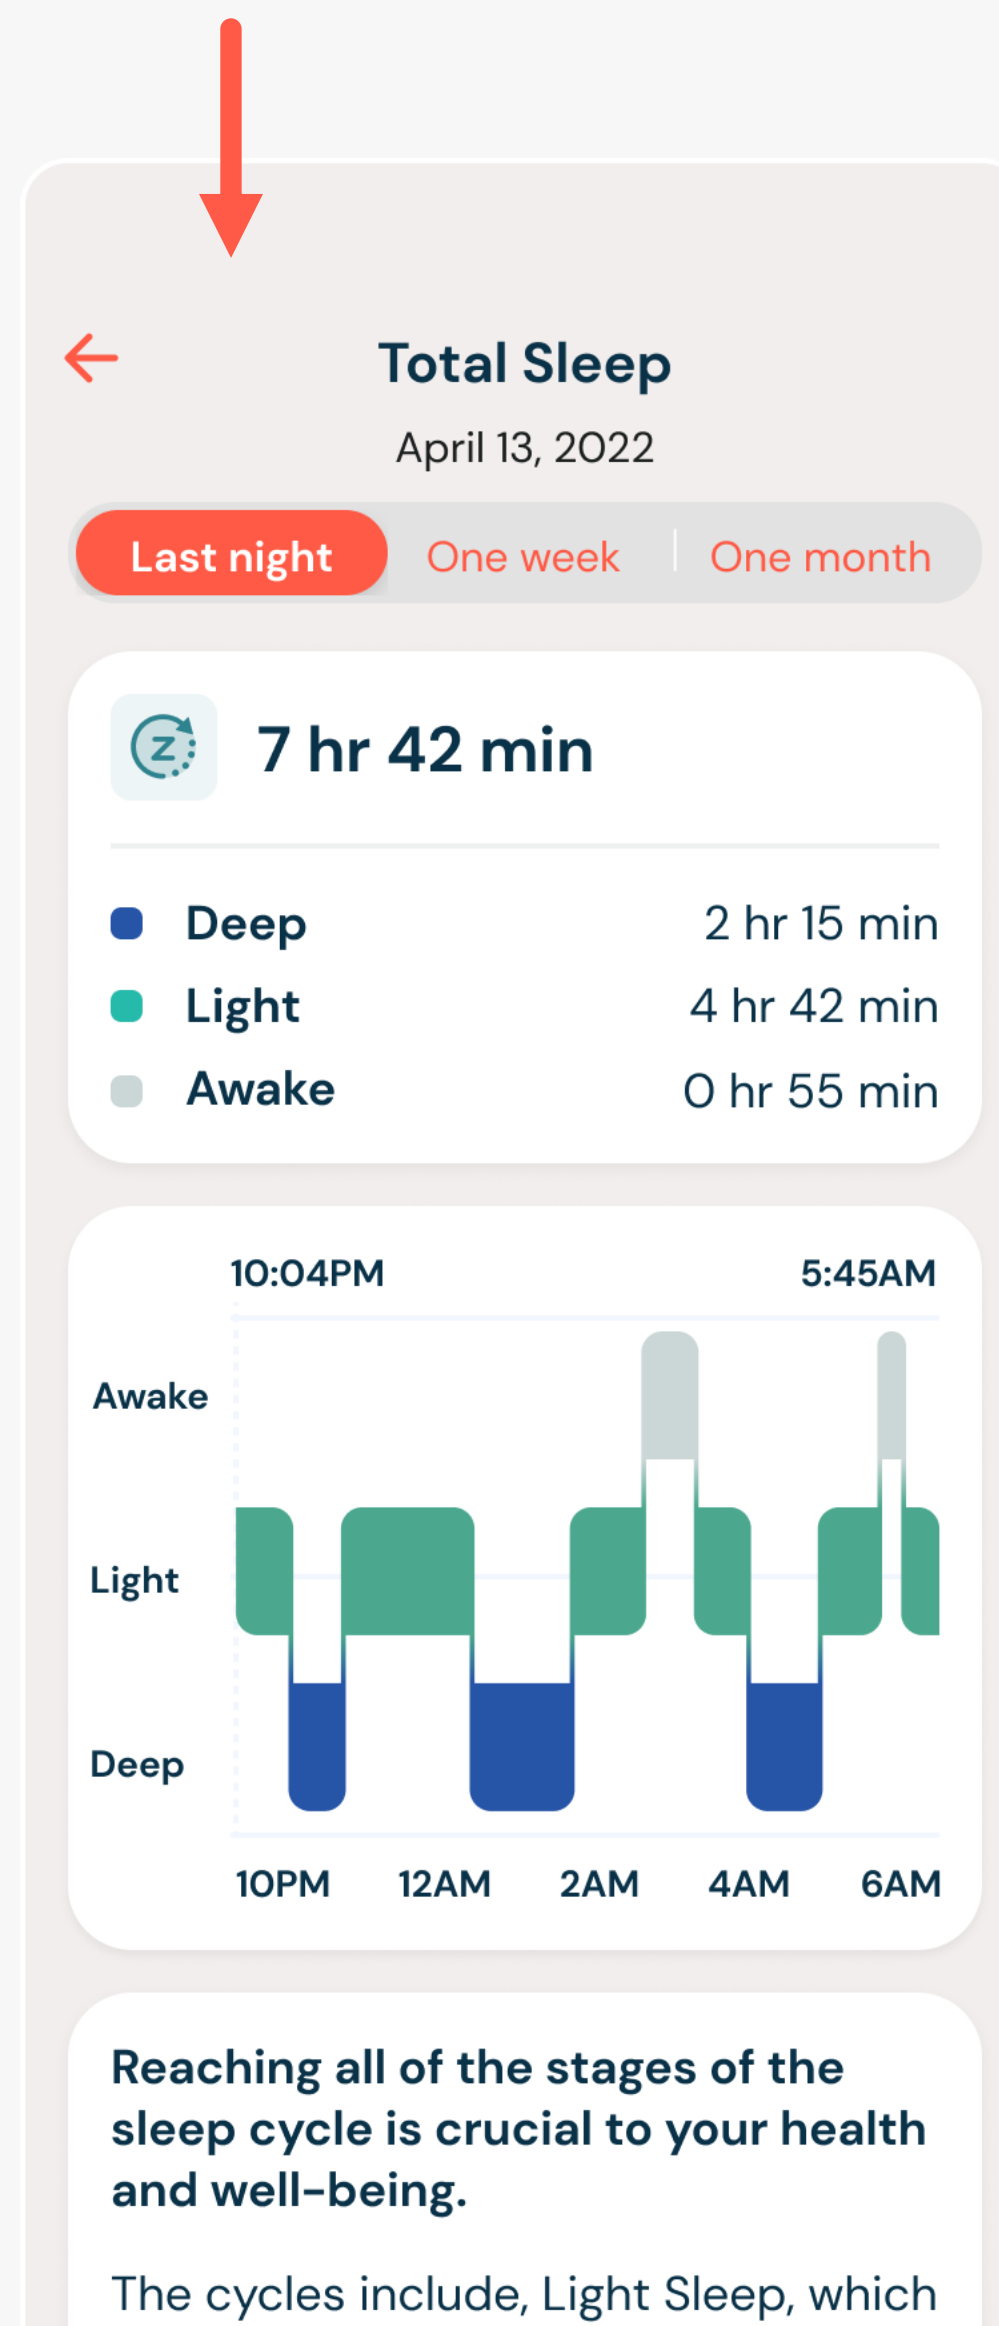 Total Sleep
April 13, 2022
Last night One week One month
Z
7 hr 42 min
Deep 2 hr 15 min
Light 4 hr 42 min
Awake 0 hr 55 min
10:04PM 5:45AM
Awake
Light
Deep
10PM 12AM 2AM 4AM 6AM
Reaching all of the stages of the
sleep cycle is crucial to your health
and well-being.
The cycles include, Light Sleep, which